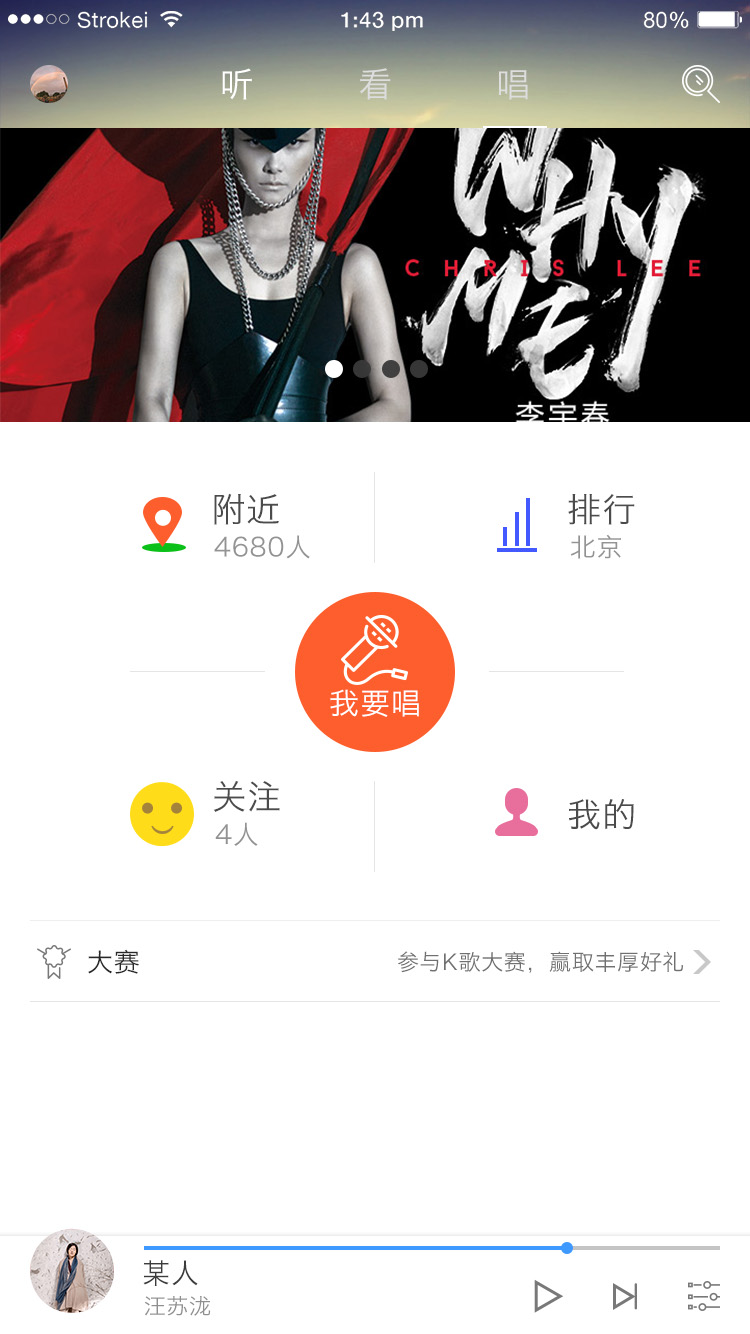 Strokei 1:43 pm 80%
听 看 唱
WHY
CHRIS LEE
ME!
李宇春
附近
4680人
排行
北京
我要唱
关注
4人
我的
大赛 参与K歌大赛，赢取丰厚好礼
某人
汪苏泷